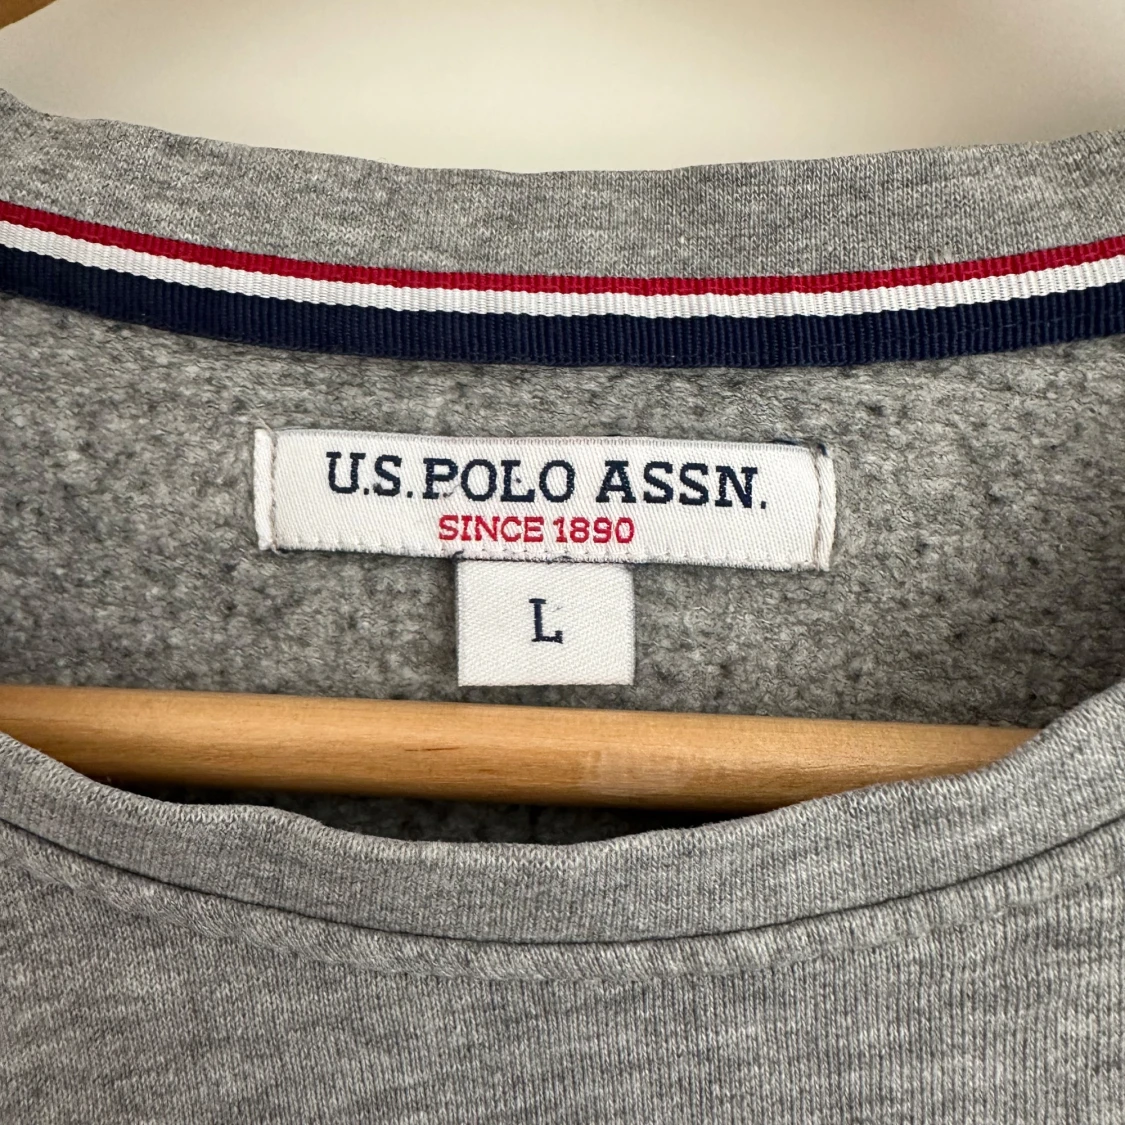 U.S. POLO ASSN.
SINCE 1890
L